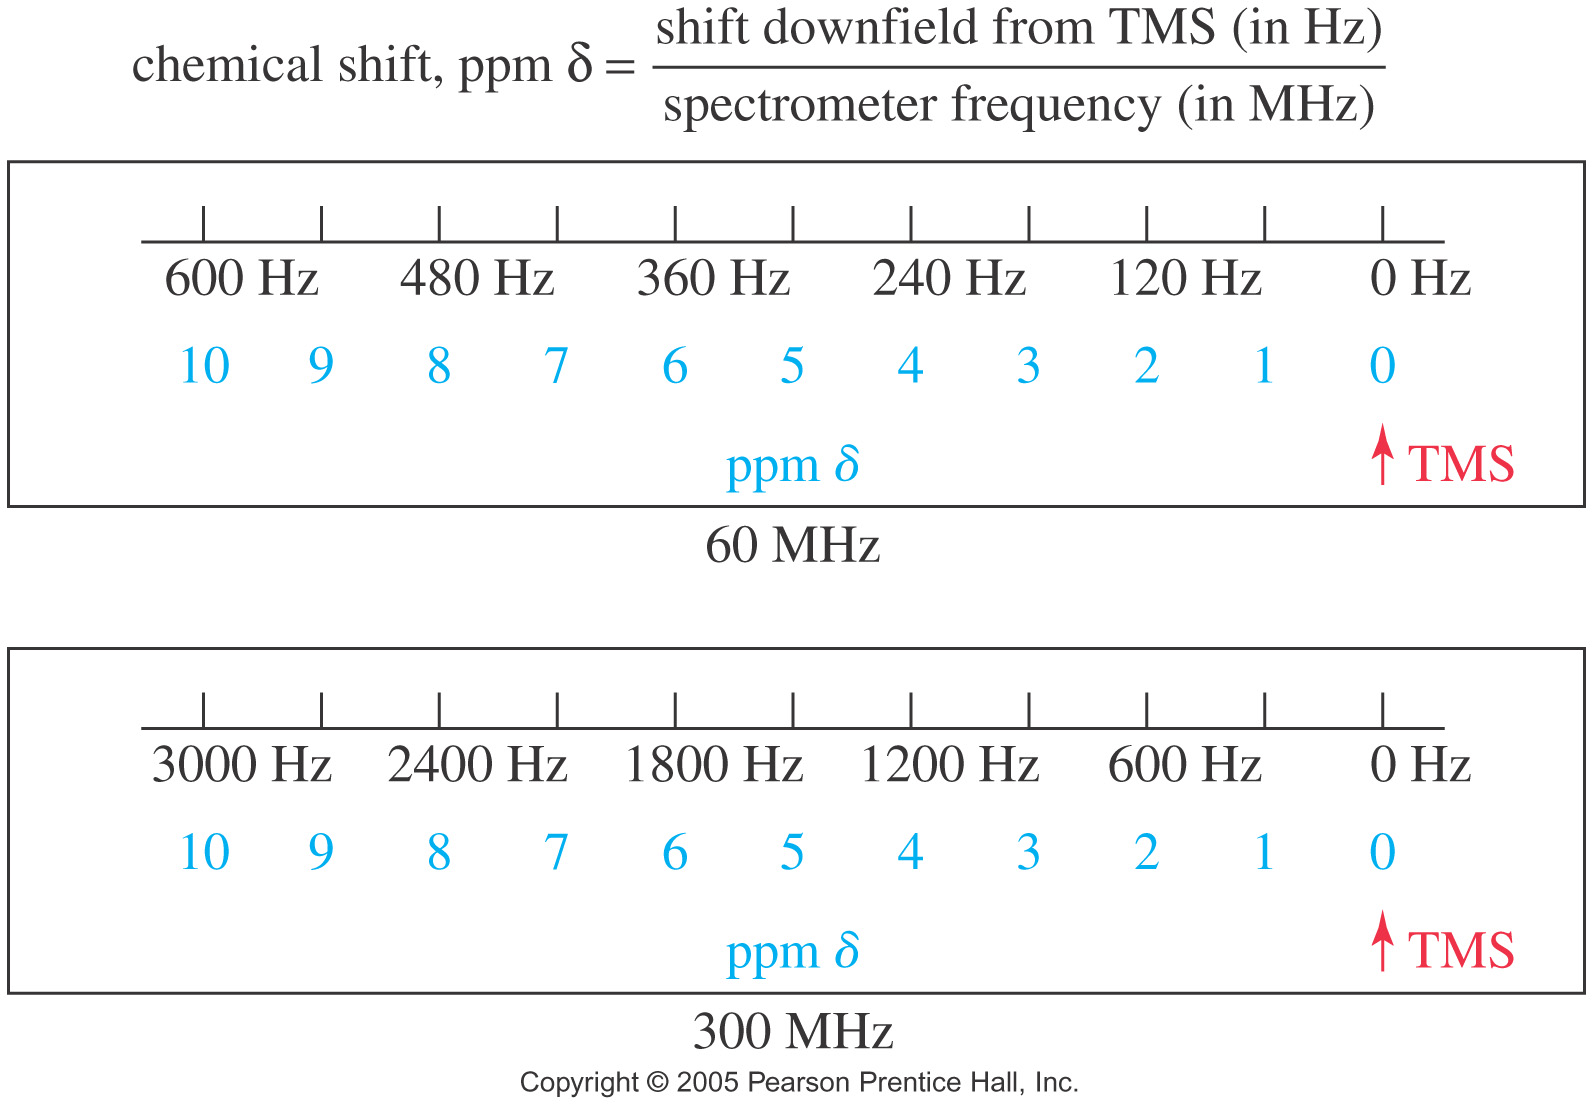 chemical shift, ppm δ = shift downfield from TMS (in Hz)
spectrometer frequency (in MHz)
600 Hz 480 Hz 360 Hz 240 Hz 120 Hz 0 Hz
10 9 8 7 6 5 4 3 2 1 0
ppm δ TMS
60 MHz
3000 Hz 2400 Hz 1800 Hz 1200 Hz 600 Hz 0 Hz
10 9 8 7 6 5 4 3 2 1 0
ppm δ TMS
300 MHz
Copyright © 2005 Pearson Prentice Hall, Inc.